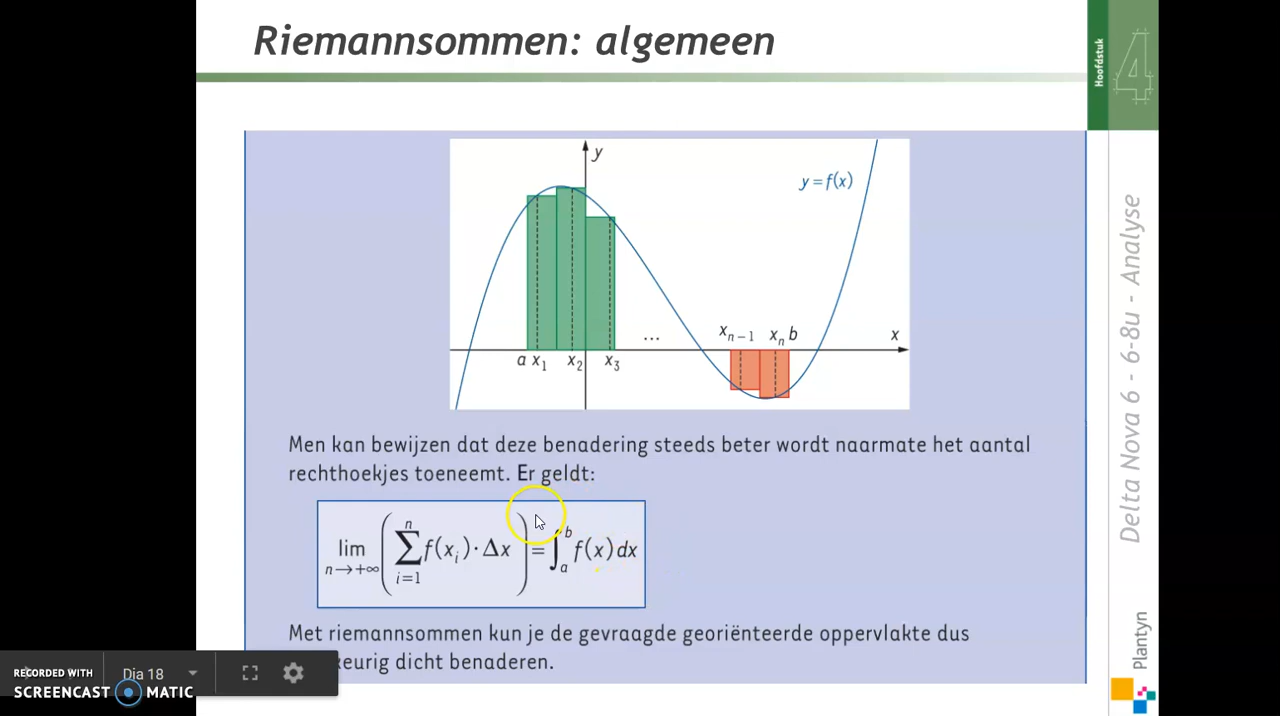 Riemannsommen: algemeen
Hoofdstuk
4
y
y = f(x)
x
...
xₙ₋₁ xₙ b
a x₁ x₂ x₃
Men kan bewijzen dat deze benadering steeds beter wordt naarmate het aantal
rechthoekjes toeneemt. Er geldt:
lim n→+∞ (∑ i=1 n f(xᵢ)·Δx) = ∫ₐᵇ f(x)dx
Met riemannsommen kun je de gevraagde georiënteerde oppervlakte dus
keurig dicht benaderen.
Delta Nova 6 - 6-8u - Analyse
Plantyn
RECORDED WITH
SCREENCAST MATIC
Dia 18